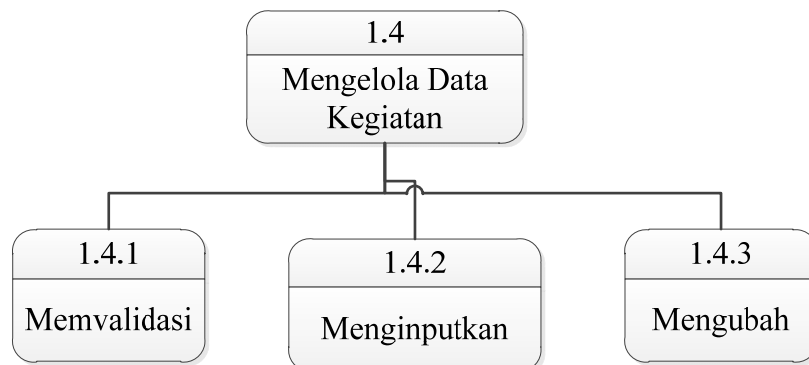 1.4
Mengelola Data
Kegiatan
1.4.1
Memvalidasi
1.4.2
Menginputkan
1.4.3
Mengubah